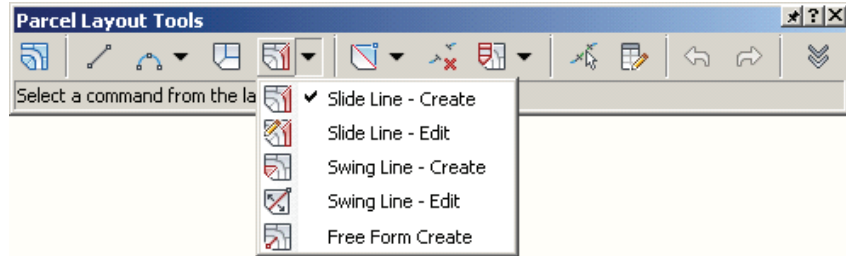 Parcel Layout Tools
Select a command from the la
Slide Line - Create
Slide Line - Edit
Swing Line - Create
Swing Line - Edit
Free Form Create